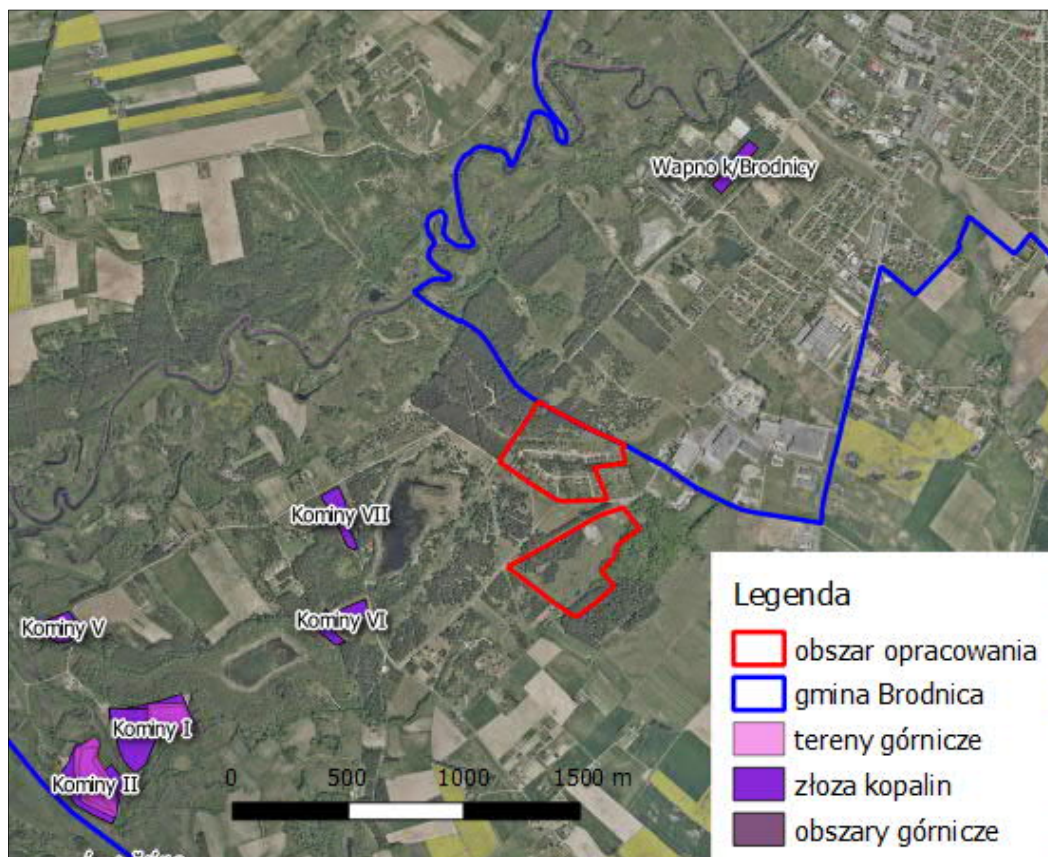 Wapno k/Brodnicy
Kominy VII
Kominy VI
Kominy V
Kominy I
Kominy II
0 500 1000 1500 m
Legenda
obszar opracowania
gmina Brodnica
tereny górnicze
złoża kopalin
obszary górnicze